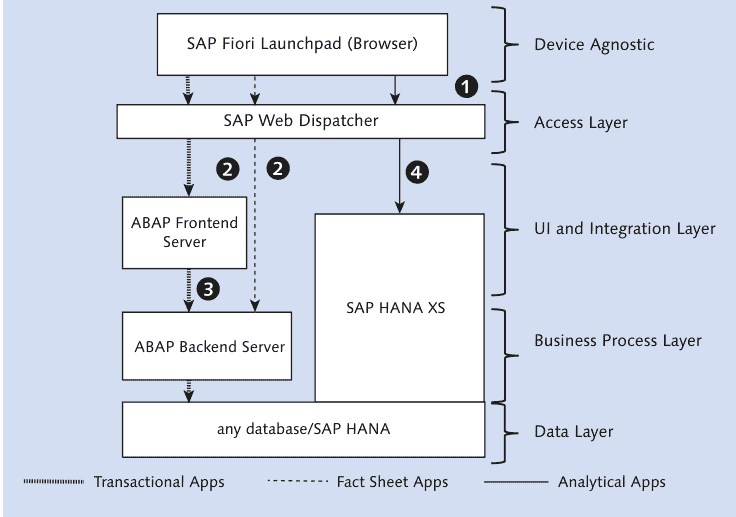 SAP Fiori Launchpad (Browser)
Device Agnostic
1
SAP Web Dispatcher
Access Layer
2
2
4
ABAP Frontend
Server
UI and Integration Layer
3
SAP HANA XS
ABAP Backend Server
Business Process Layer
any database/SAP HANA
Data Layer
Transactional Apps
Fact Sheet Apps
Analytical Apps